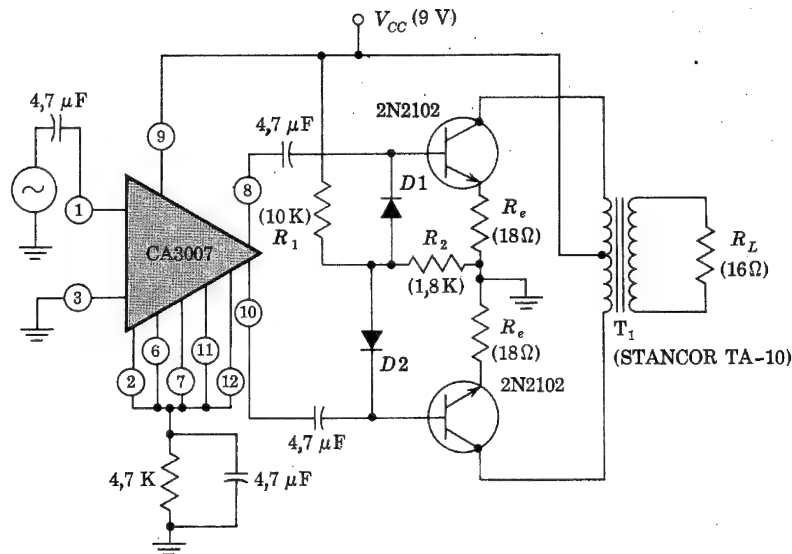 V_CC (9 V)
4,7 µF
2N2102
9
4,7 µF
8
D1
1
(10 K)
R_1
R_e
(18Ω)
R_2
(1,8 K)
CA3007
R_L
(16Ω)
3
10
R_e
(18Ω)
T_1
(STANCOR TA-10)
6
11
D2
2
7
12
2N2102
4,7 µF
4,7 K
4,7 µF